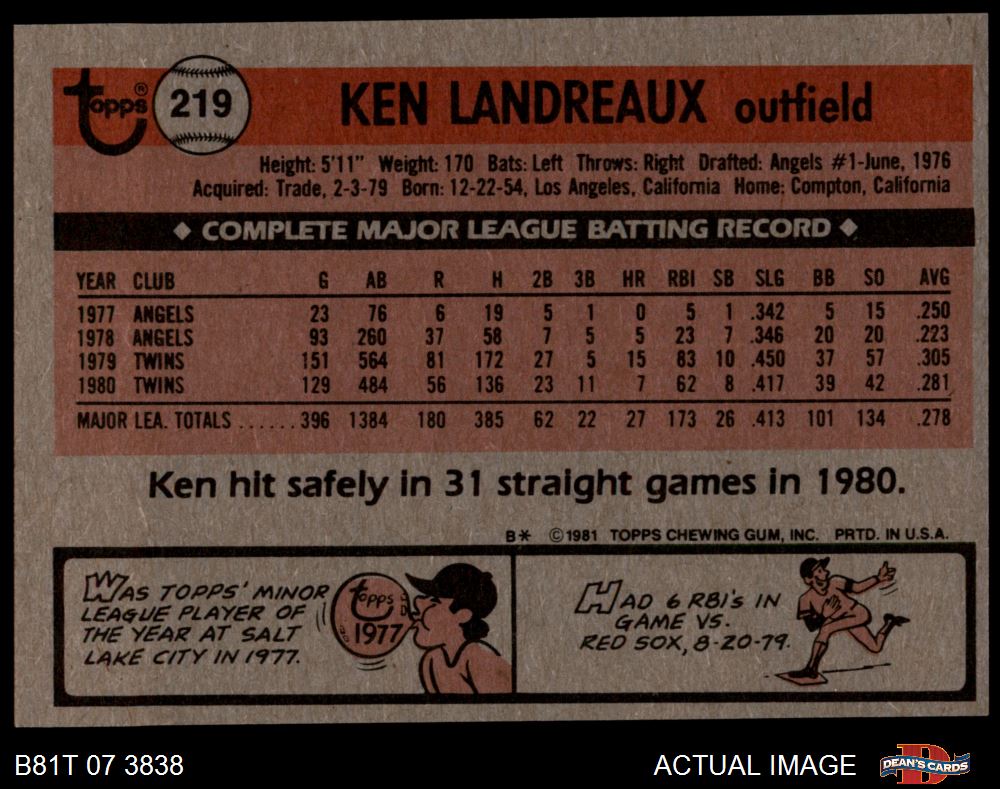 topps® 219 KEN LANDREAUX outfield
Height: 5'11" Weight: 170 Bats: Left Throws: Right Drafted: Angels #1-June, 1976
Acquired: Trade, 2-3-79 Born: 12-22-54, Los Angeles, California Home: Compton, California
◆ COMPLETE MAJOR LEAGUE BATTING RECORD ◆
YEAR CLUB G AB R H 2B 3B HR RBI SB SLG BB SO AVG
1977 ANGELS 23 76 6 19 5 1 0 5 1 .342 5 15 .250
1978 ANGELS 93 260 37 58 7 5 5 23 7 .346 20 20 .223
1979 TWINS 151 564 81 172 27 5 15 83 10 .450 37 57 .305
1980 TWINS 129 484 56 136 23 11 7 62 8 .417 39 42 .281
MAJOR LEA. TOTALS ...... 396 1384 180 385 62 22 27 173 26 .413 101 134 .278
Ken hit safely in 31 straight games in 1980.
B* ©1981 TOPPS CHEWING GUM, INC. PRTD. IN U.S.A.
WAS TOPPS' MINOR
LEAGUE PLAYER OF
THE YEAR AT SALT
LAKE CITY IN 1977.
topps
1977
HAD 6 RBI's IN
GAME VS.
RED SOX, 8-20-79.
B81T 07 3838 ACTUAL IMAGE DEAN'S CARDS